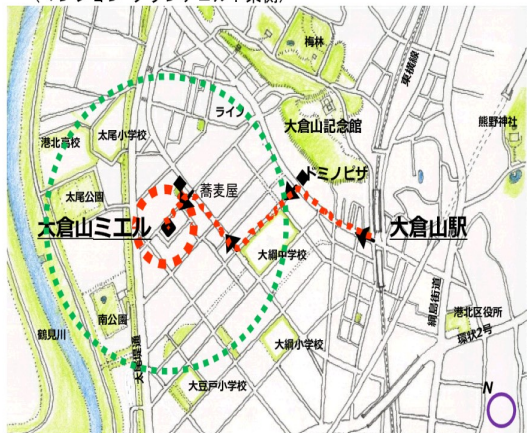 梅林
東横線
ライフ
大倉山記念館
熊野神社
太尾小学校
港北高校
ドミノピザ
太尾公園
蕎麦屋
大倉山ミエル
大倉山駅
大綱中学校
綱島街道
南公園
港北区役所
環状2号
鶴見川
大綱小学校
大豆戸小学校
N